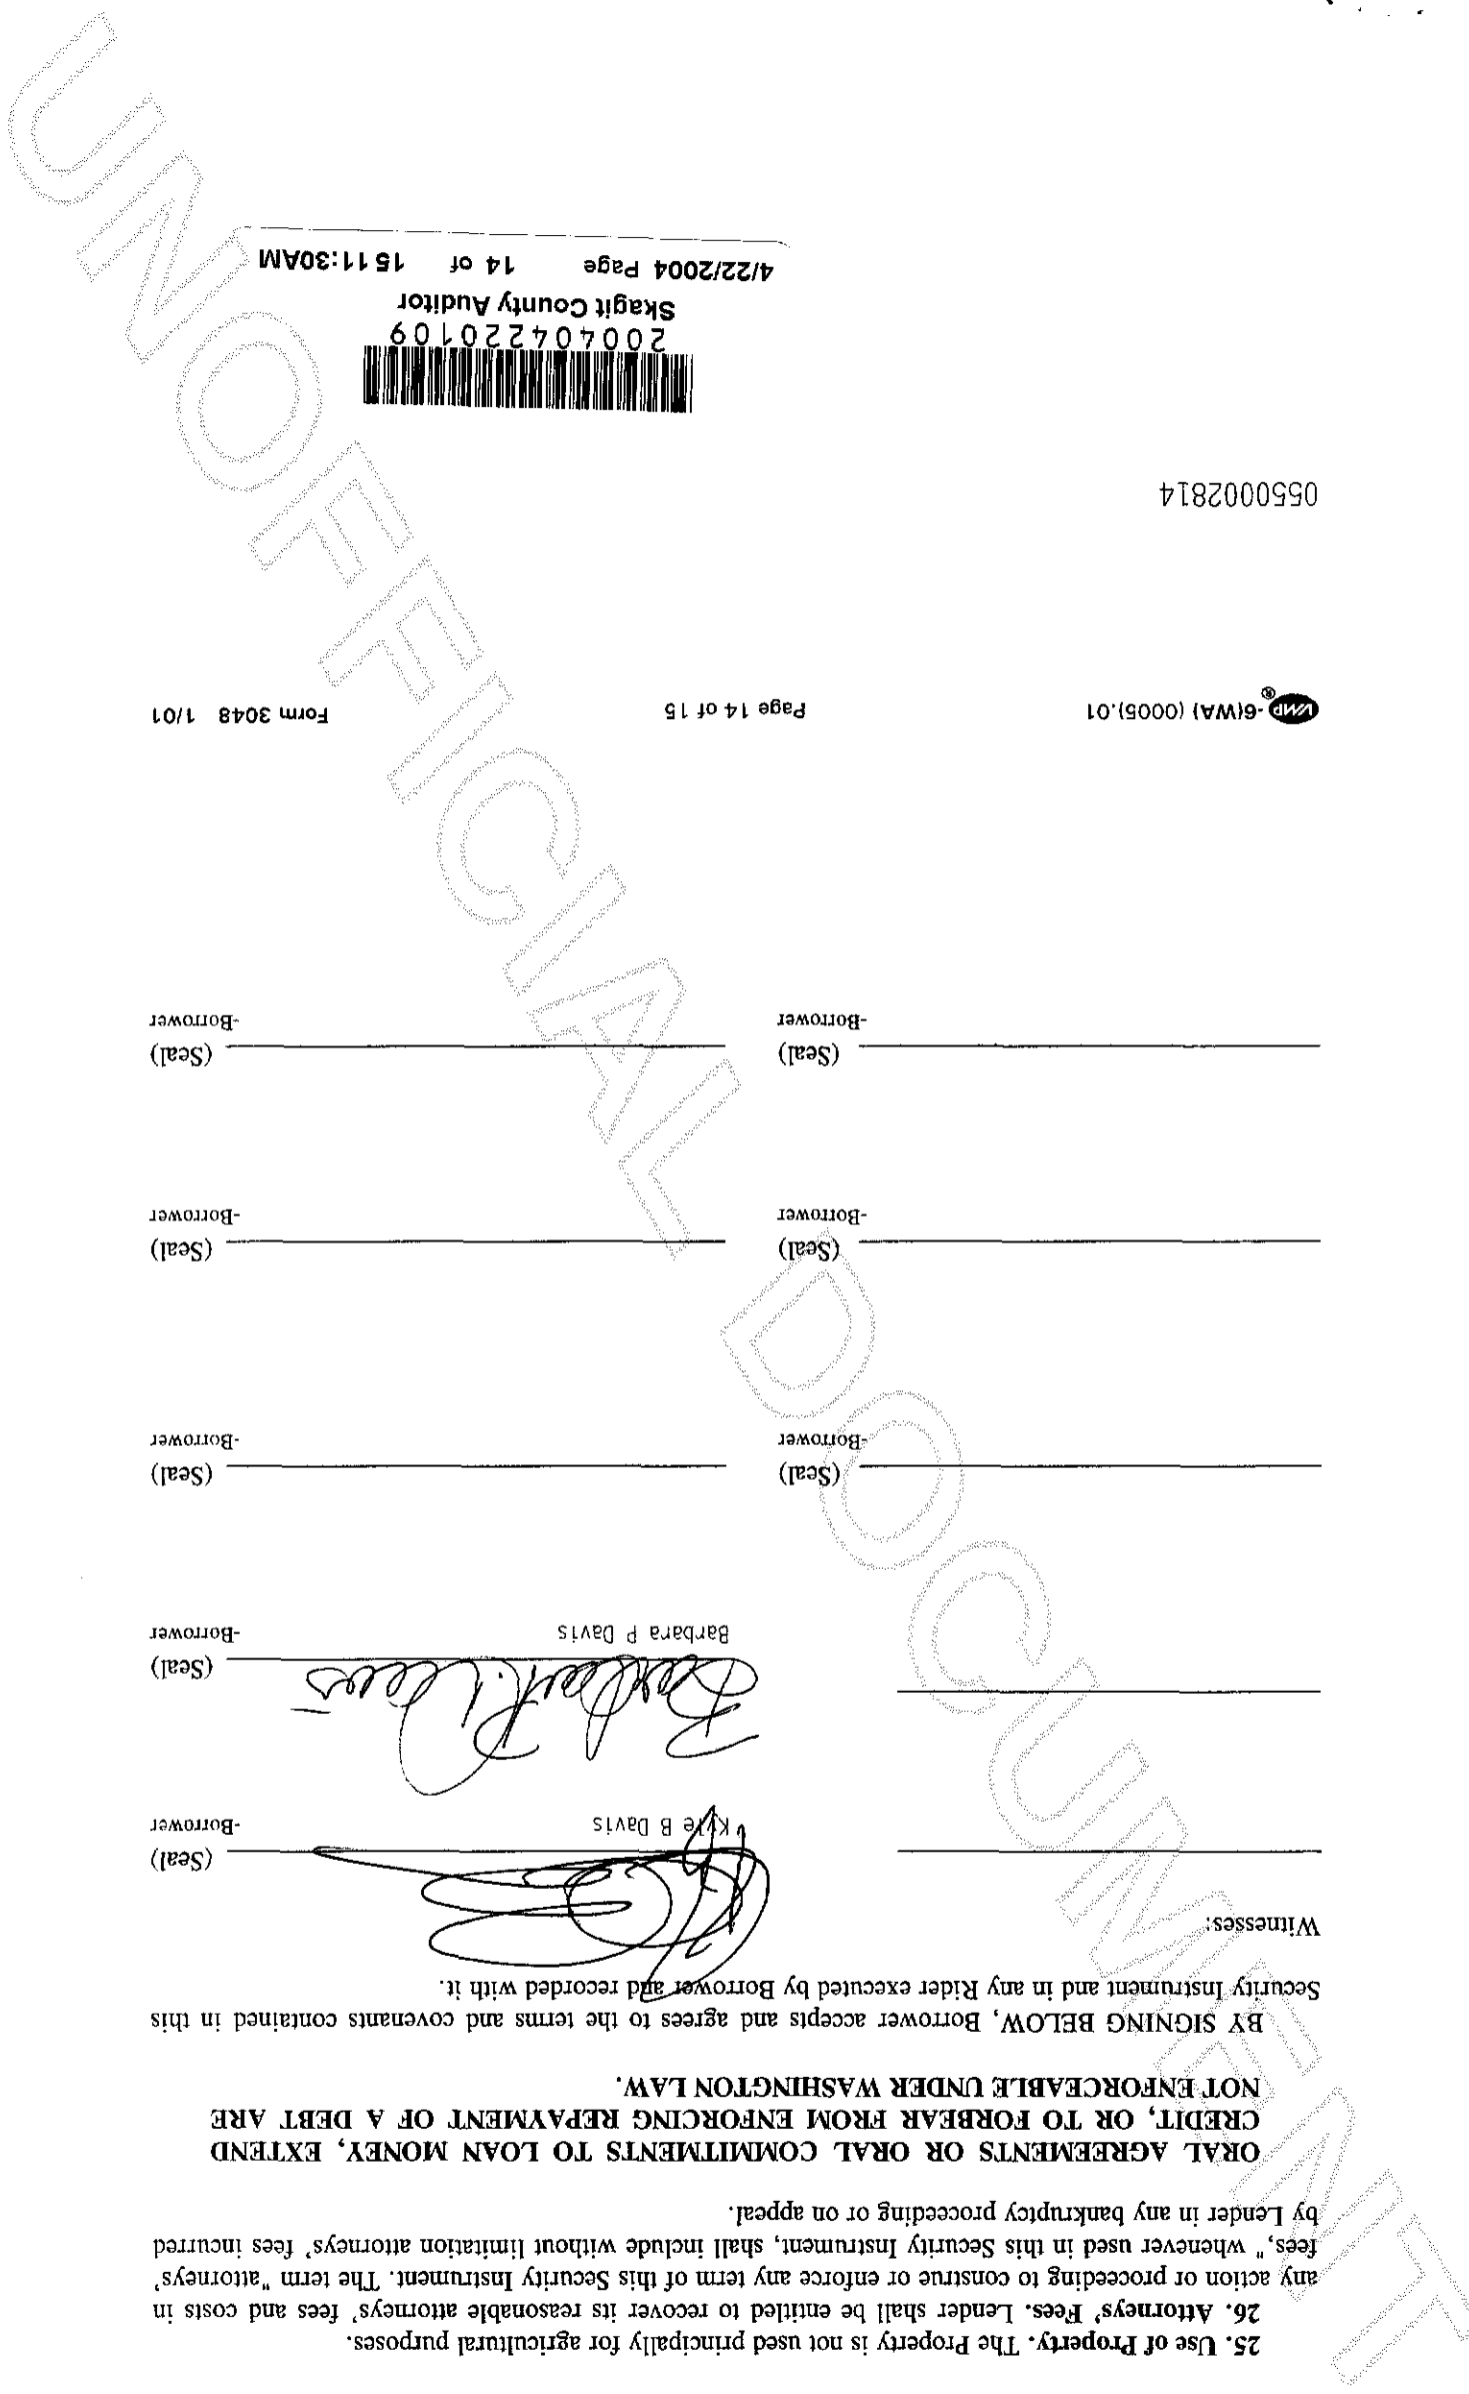 25. Use of Property. The Property is not used principally for agricultural purposes.
26. Attorneys' Fees. Lender shall be entitled to recover its reasonable attorneys' fees and costs in
any action or proceeding to construe or enforce any term of this Security Instrument. The term "attorneys'
fees," whenever used in this Security Instrument, shall include without limitation attorneys' fees incurred
by Lender in any bankruptcy proceeding or on appeal.
ORAL AGREEMENTS OR ORAL COMMITMENTS TO LOAN MONEY, EXTEND
CREDIT, OR TO FORBEAR FROM ENFORCING REPAYMENT OF A DEBT ARE
NOT ENFORCEABLE UNDER WASHINGTON LAW.
BY SIGNING BELOW, Borrower accepts and agrees to the terms and covenants contained in this
Security Instrument and in any Rider executed by Borrower and recorded with it.
Witnesses:
(Seal)
Kyle B Davis -Borrower
Barbara P. Davis (Seal)
Barbara P Davis -Borrower
(Seal) (Seal)
-Borrower -Borrower
(Seal) (Seal)
-Borrower -Borrower
(Seal) (Seal)
-Borrower -Borrower
VMP®-6(WA) (0005).01 Page 14 of 15 Form 3048 1/01
0550002814
200404220109
Skagit County Auditor
4/22/2004 Page 14 of 15 11:30AM
UNOFFICIAL DOCUMENT